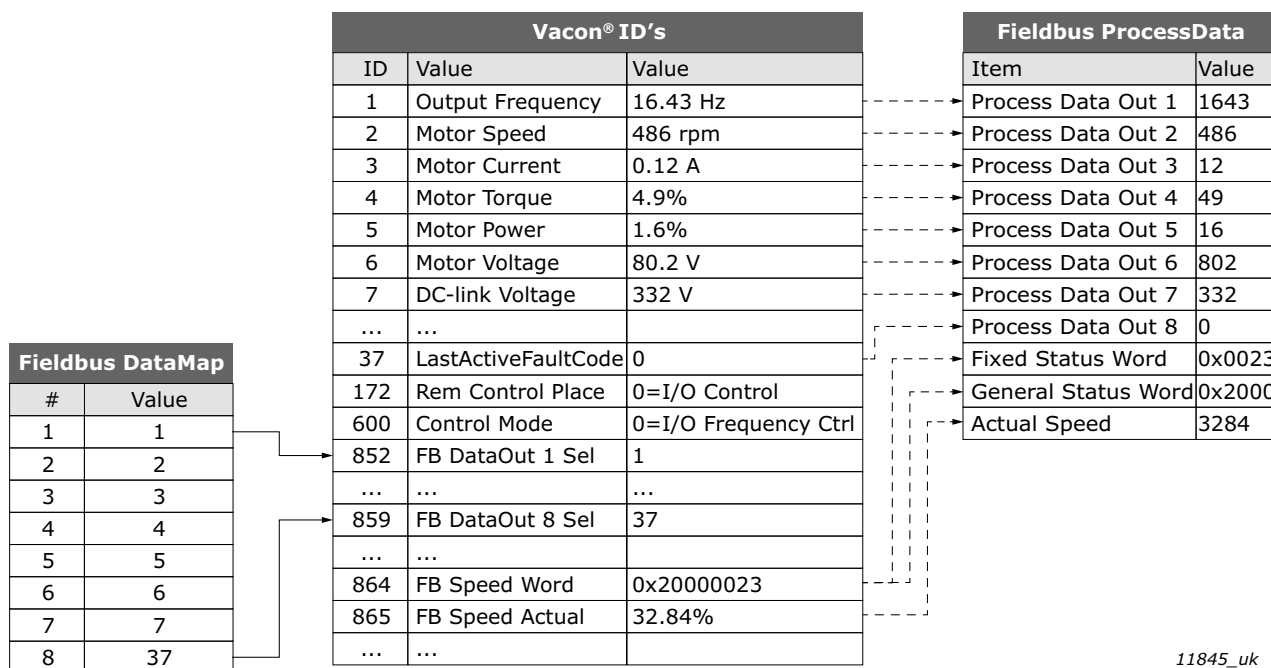 Vacon® ID's
ID Value Value
1 Output Frequency 16.43 Hz
2 Motor Speed 486 rpm
3 Motor Current 0.12 A
4 Motor Torque 4.9%
5 Motor Power 1.6%
6 Motor Voltage 80.2 V
7 DC-link Voltage 332 V
... ...
37 LastActiveFaultCode 0
172 Rem Control Place 0=I/O Control
600 Control Mode 0=I/O Frequency Ctrl
852 FB DataOut 1 Sel 1
... ... ...
859 FB DataOut 8 Sel 37
... ...
864 FB Speed Word 0x20000023
865 FB Speed Actual 32.84%
... ...
Fieldbus ProcessData
Item Value
Process Data Out 1 1643
Process Data Out 2 486
Process Data Out 3 12
Process Data Out 4 49
Process Data Out 5 16
Process Data Out 6 802
Process Data Out 7 332
Process Data Out 8 0
Fixed Status Word 0x0023
General Status Word 0x2000
Actual Speed 3284
Fieldbus DataMap
# Value
1 1
2 2
3 3
4 4
5 5
6 6
7 7
8 37
11845_uk